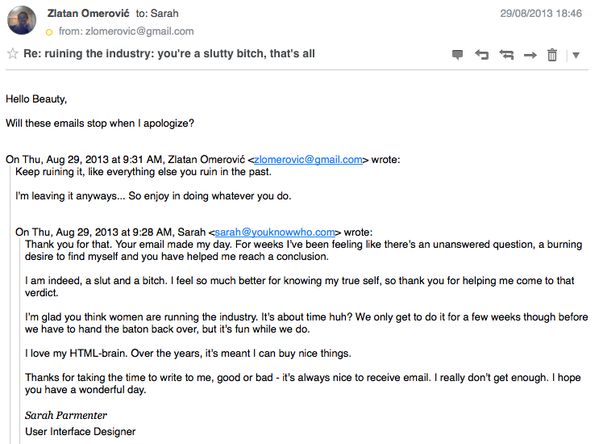 Zlatan Omerović to: Sarah 29/08/2013 18:46
from: zlomerovic@gmail.com
Re: ruining the industry: you're a slutty bitch, that's all
Hello Beauty,
Will these emails stop when I apologize?
On Thu, Aug 29, 2013 at 9:31 AM, Zlatan Omerović <zlomerovic@gmail.com> wrote:
Keep ruining it, like everything else you ruin in the past.
I'm leaving it anyways... So enjoy in doing whatever you do.
On Thu, Aug 29, 2013 at 9:28 AM, Sarah <sarah@youknowwho.com> wrote:
Thank you for that. Your email made my day. For weeks I've been feeling like there's an unanswered question, a burning
desire to find myself and you have helped me reach a conclusion.
I am indeed, a slut and a bitch. I feel so much better for knowing my true self, so thank you for helping me come to that
verdict.
I'm glad you think women are running the industry. It's about time huh? We only get to do it for a few weeks though before
we have to hand the baton back over, but it's fun while we do.
I love my HTML-brain. Over the years, it's meant I can buy nice things.
Thanks for taking the time to write to me, good or bad - it's always nice to receive email. I really don't get enough. I hope
you have a wonderful day.
Sarah Parmenter
User Interface Designer